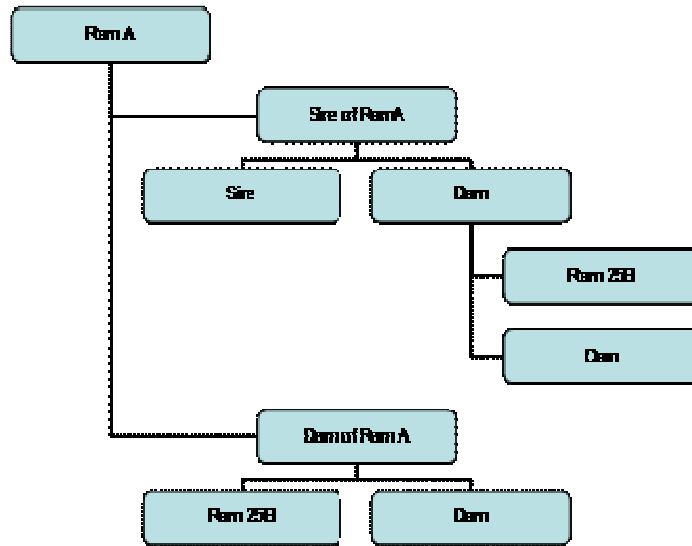 Ram A
Sire of Ram A
Sire
Dam
Ram 25B
Dam
Dam of Ram A
Ram 25B
Dam